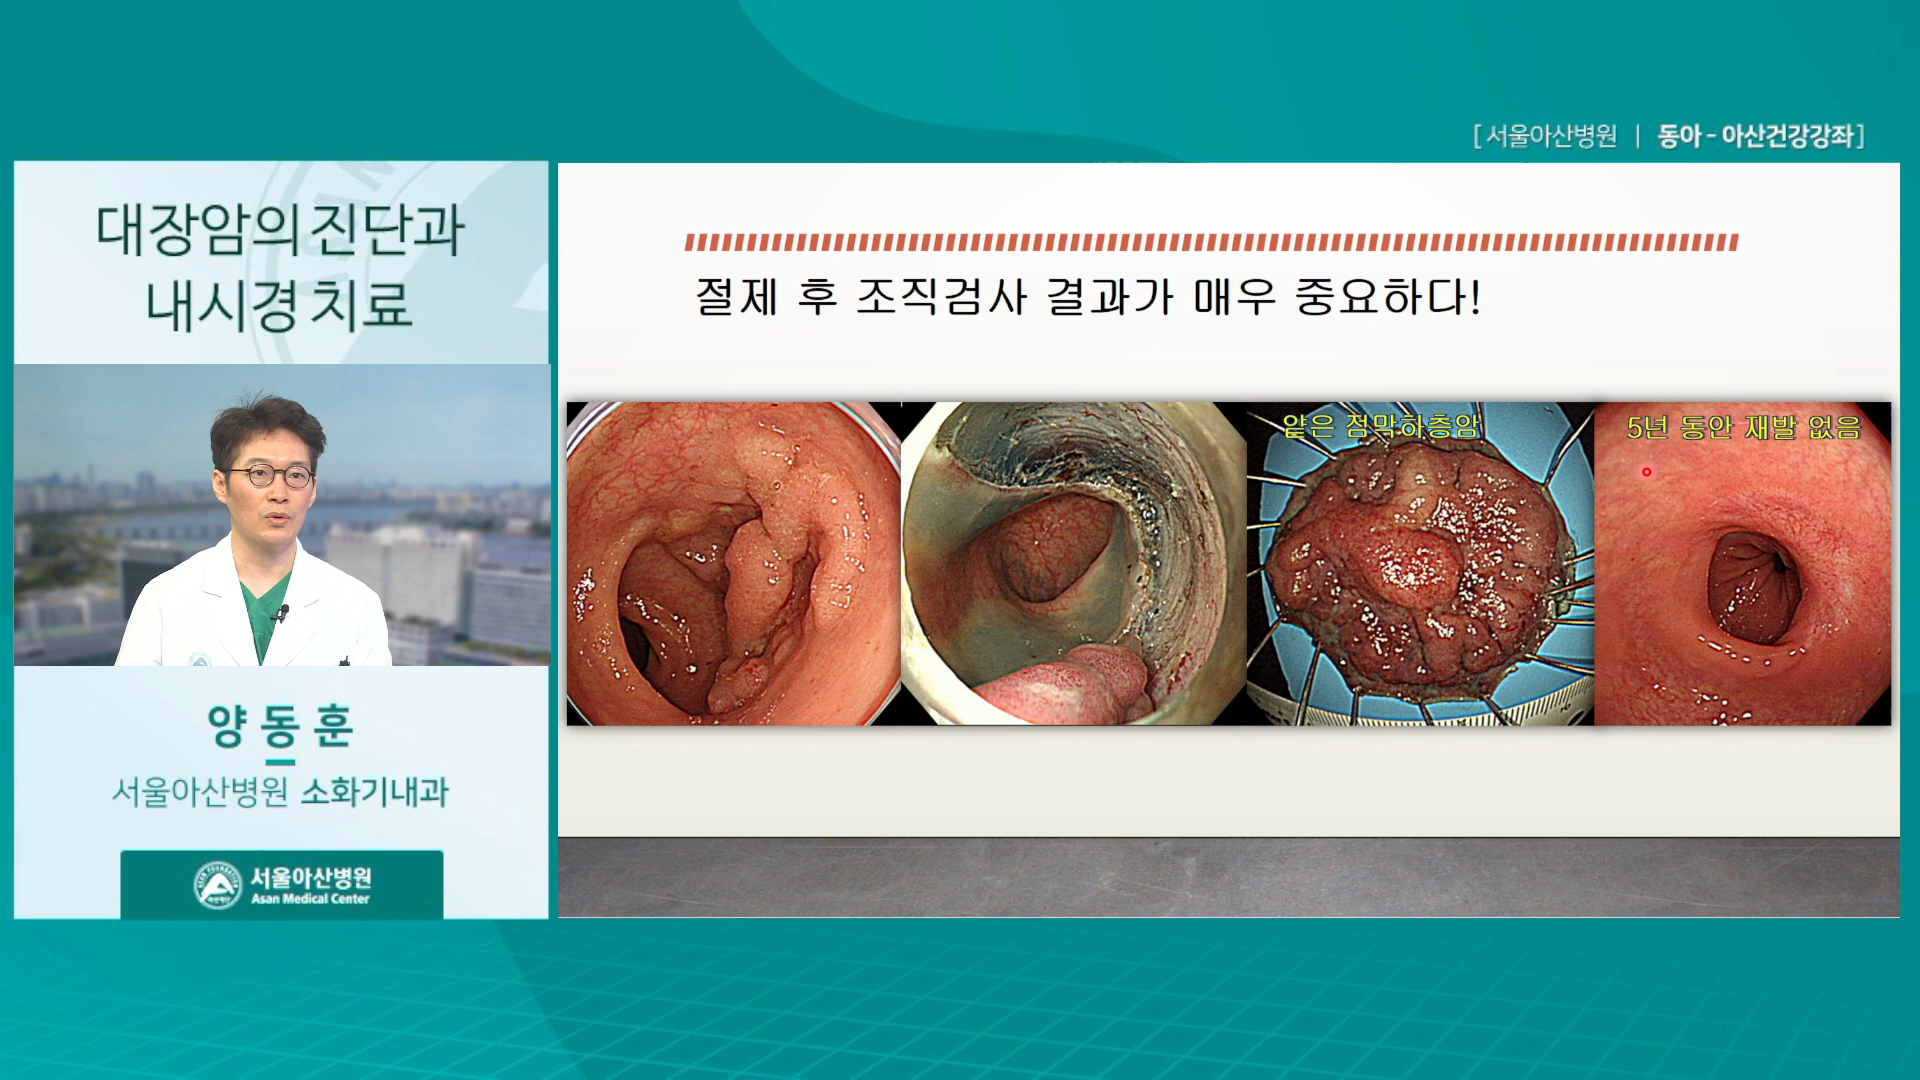 [ 서울아산병원 | 동아 - 아산건강강좌 ]
대장암의 진단과
내시경 치료
양동훈
서울아산병원 소화기내과
서울아산병원
Asan Medical Center
절제 후 조직검사 결과가 매우 중요하다!
얕은 점막하층암
5년 동안 재발 없음